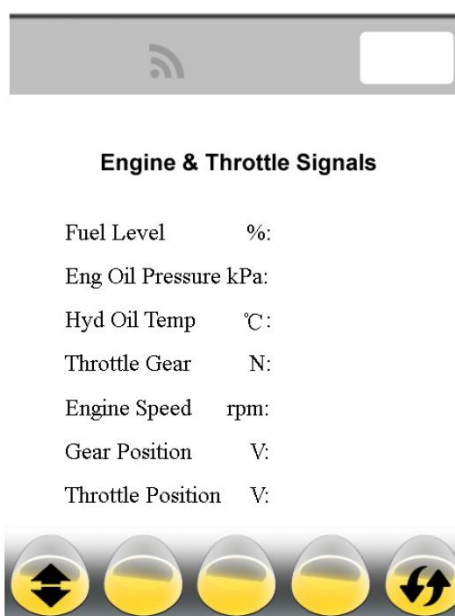 Engine & Throttle Signals
Fuel Level %:
Eng Oil Pressure kPa:
Hyd Oil Temp ℃:
Throttle Gear N:
Engine Speed rpm:
Gear Position V:
Throttle Position V: